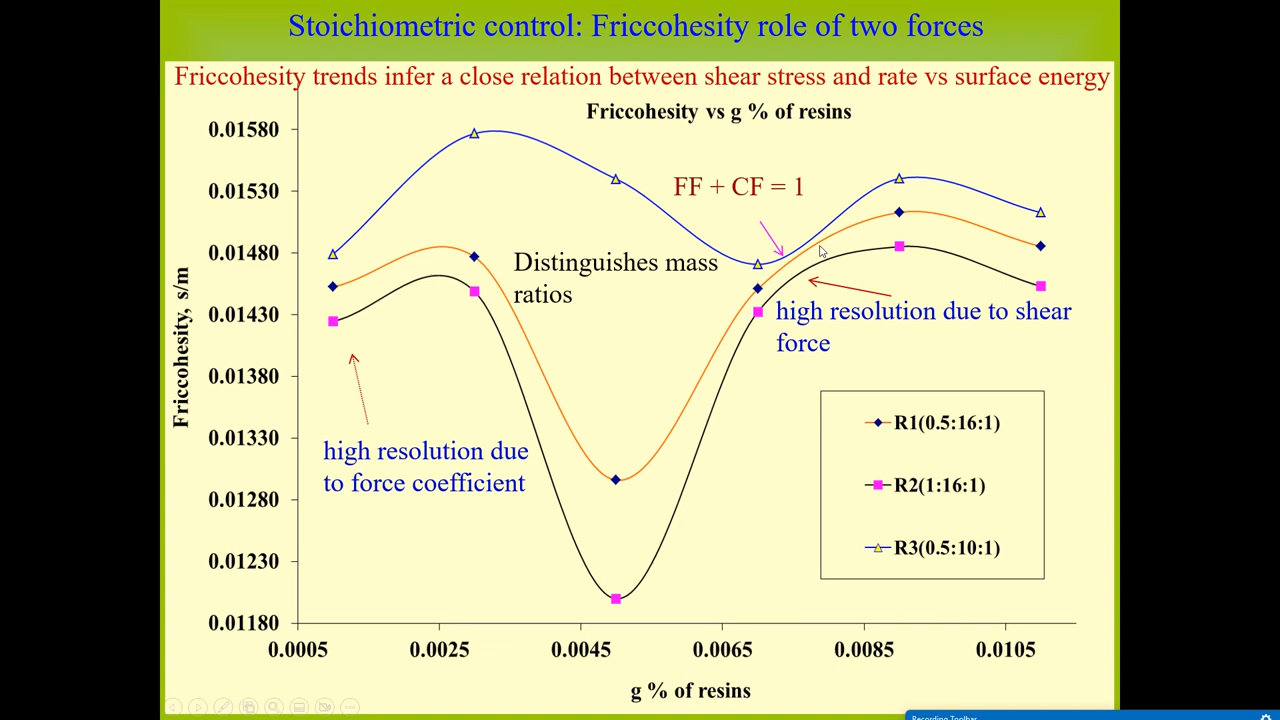 Stoichiometric control: Friccohesity role of two forces
Friccohesity trends infer a close relation between shear stress and rate vs surface energy
Friccohesity vs g % of resins
0.01580
0.01530
0.01480
0.01430
0.01380
0.01330
0.01280
0.01230
0.01180
Friccohesity, s/m
FF + CF = 1
Distinguishes mass
ratios
high resolution due to shear
force
high resolution due
to force coefficient
R1(0.5:16:1)
R2(1:16:1)
R3(0.5:10:1)
0.0005 0.0025 0.0045 0.0065 0.0085 0.0105
g % of resins